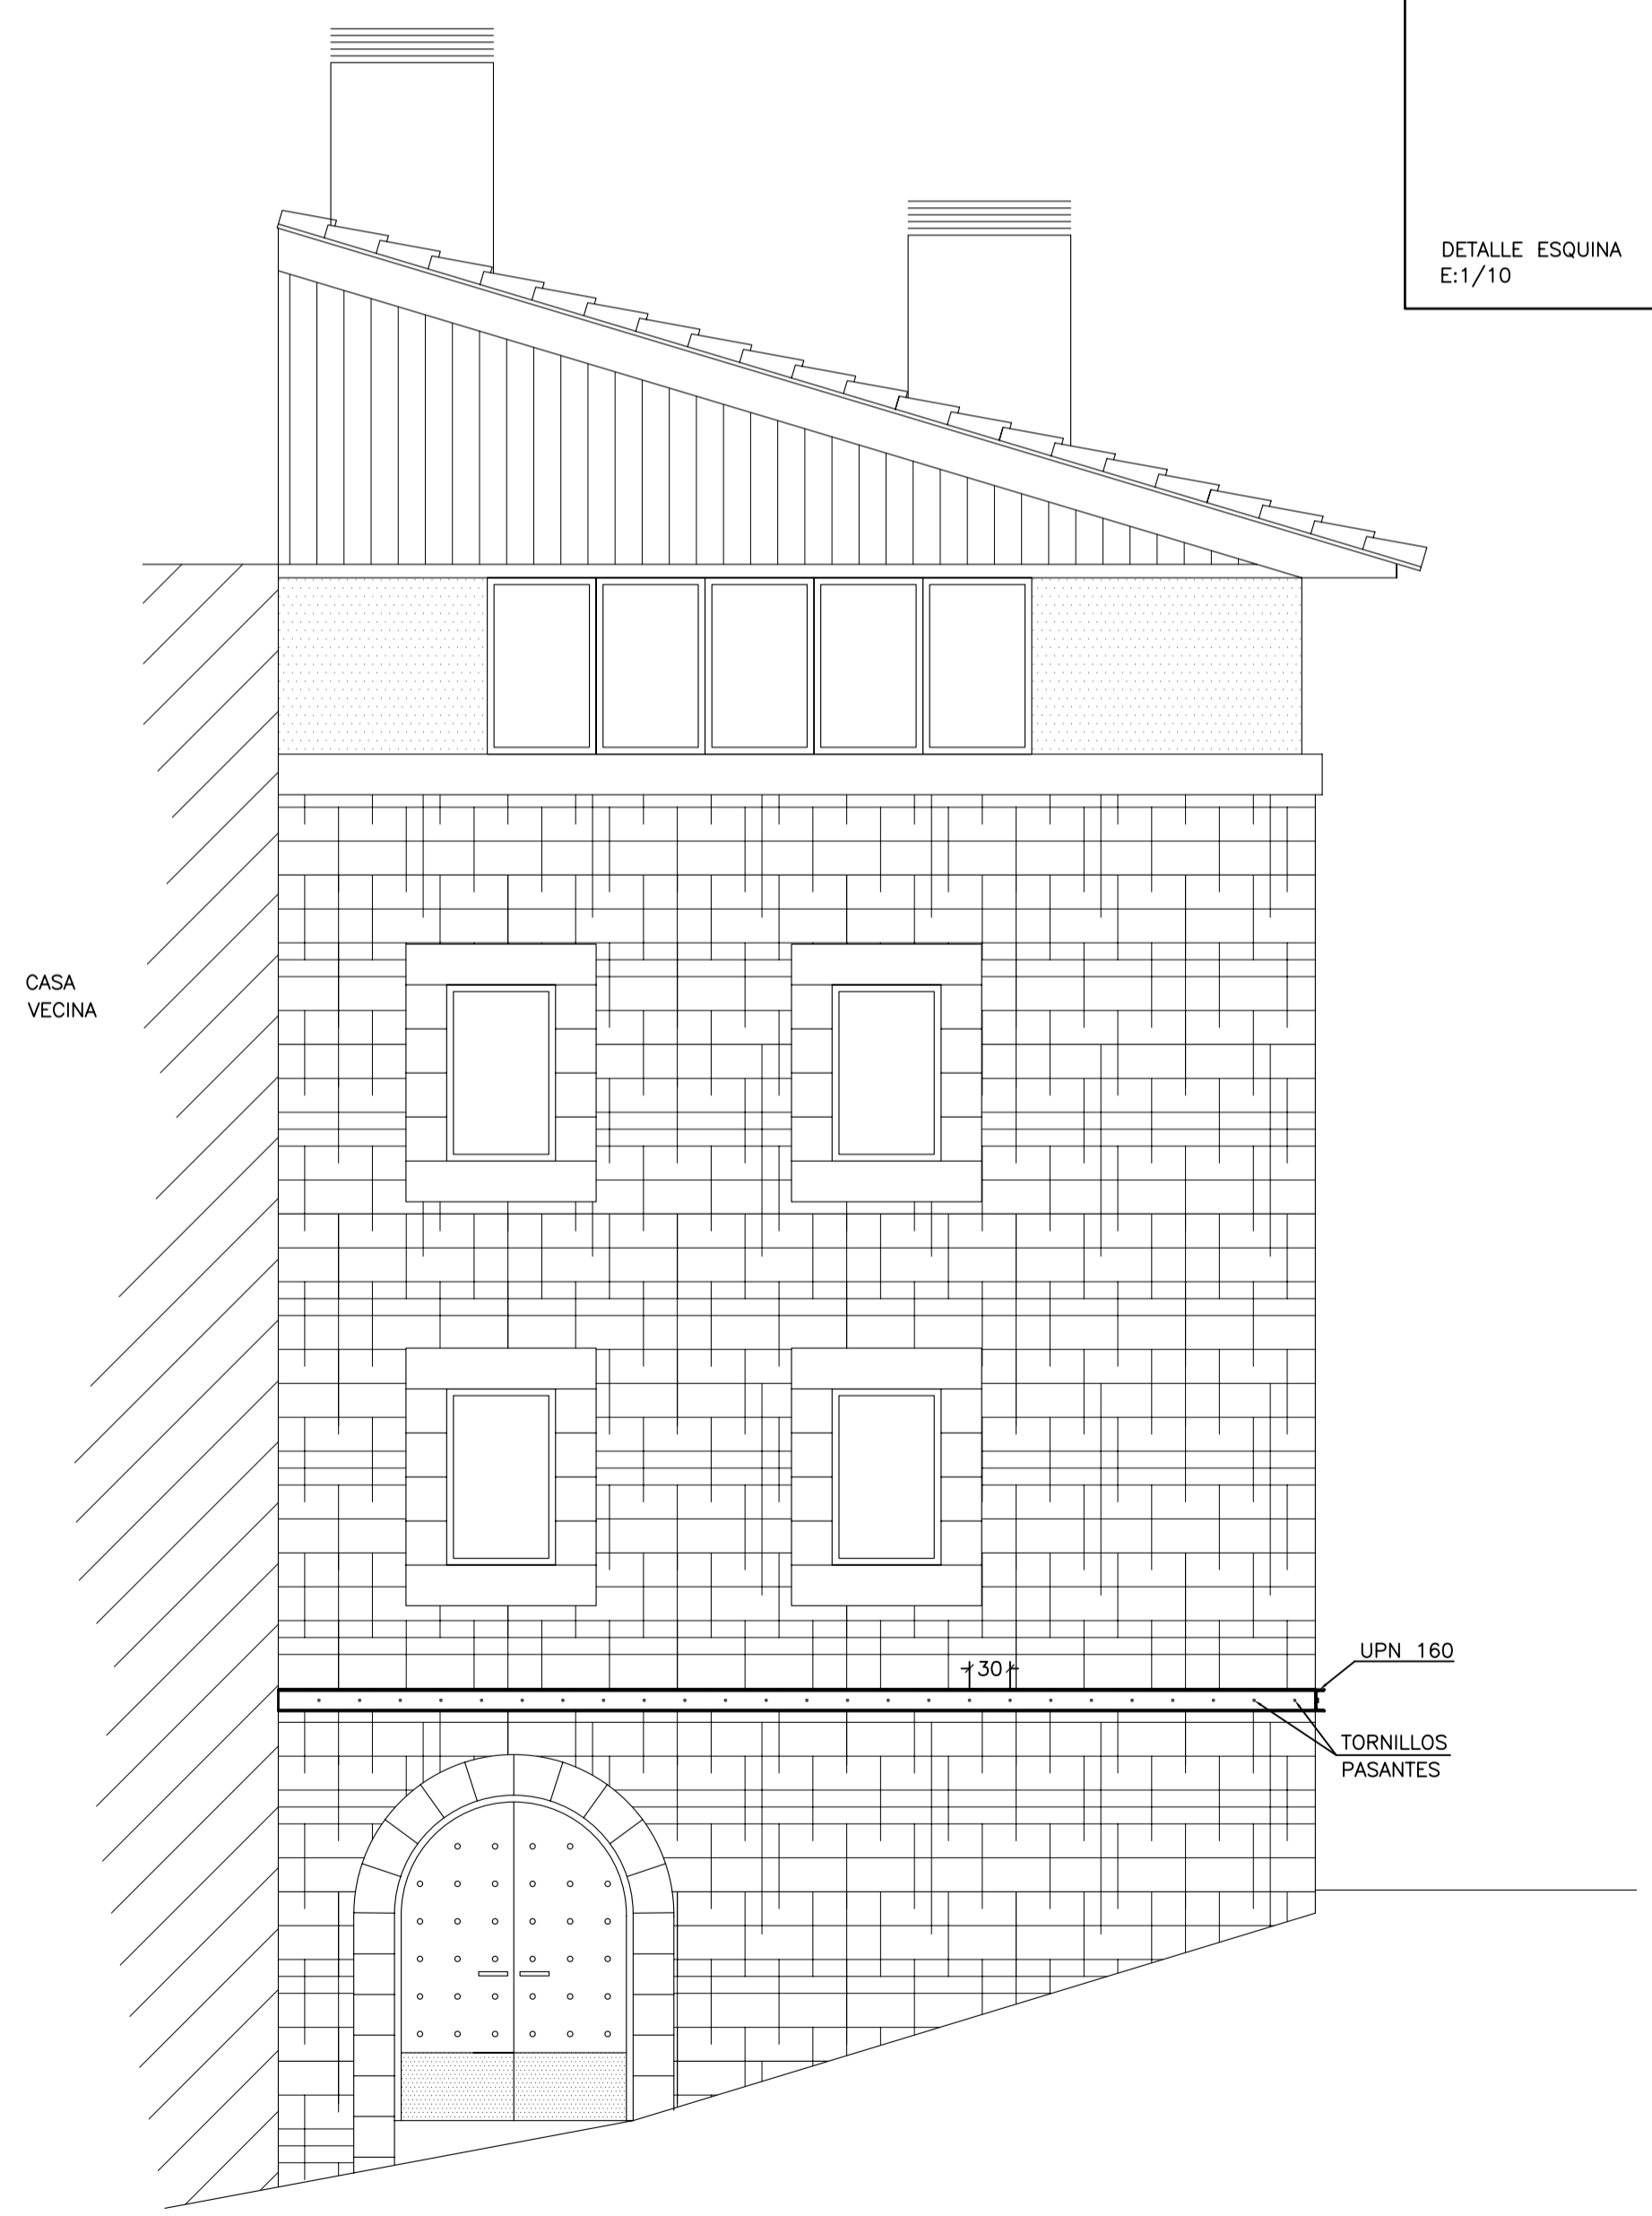 DETALLE ESQUINA
E:1/10
CASA
VECINA
30
UPN 160
TORNILLOS
PASANTES